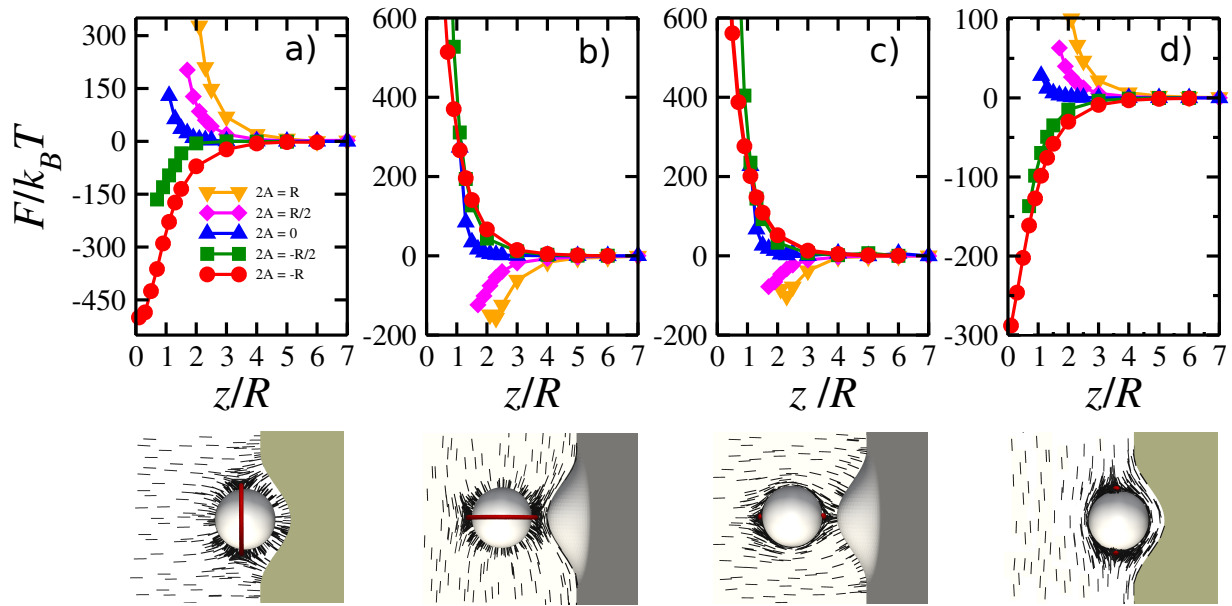 a)
b)
c)
d)
F/k_BT
300
150
0
-150
-300
-450
2A = R
2A = R/2
2A = 0
2A = -R/2
2A = -R
0 1 2 3 4 5 6 7
z/R
600
400
200
0
-200
0 1 2 3 4 5 6 7
z/R
600
400
200
0
-200
0 1 2 3 4 5 6 7
z /R
100
0
-100
-200
-300
0 1 2 3 4 5 6 7
z/R